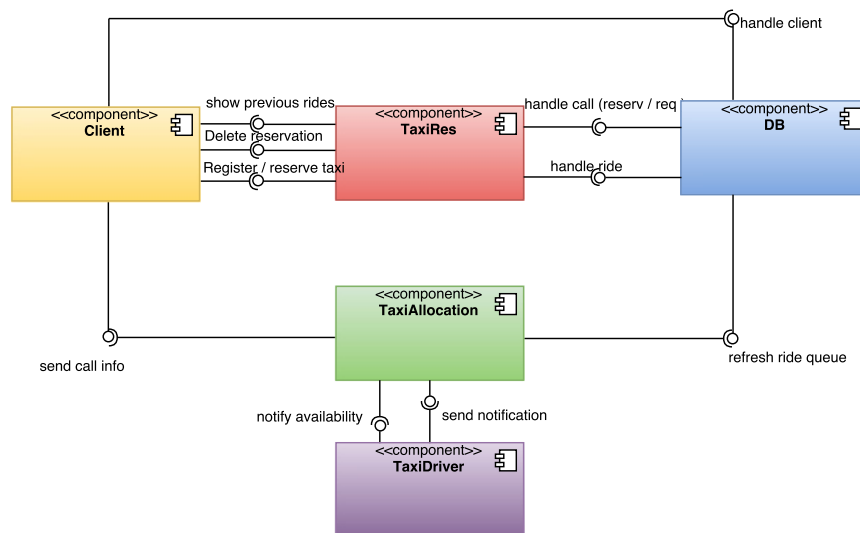 handle client
show previous rides
<<component>>
Client
Delete reservation
Register / reserve taxi
<<component>>
TaxiRes
handle call (reserv / req
handle ride
<<component>>
DB
<<component>>
TaxiAllocation
send call info
refresh ride queue
notify availability
send notification
<<component>>
TaxiDriver